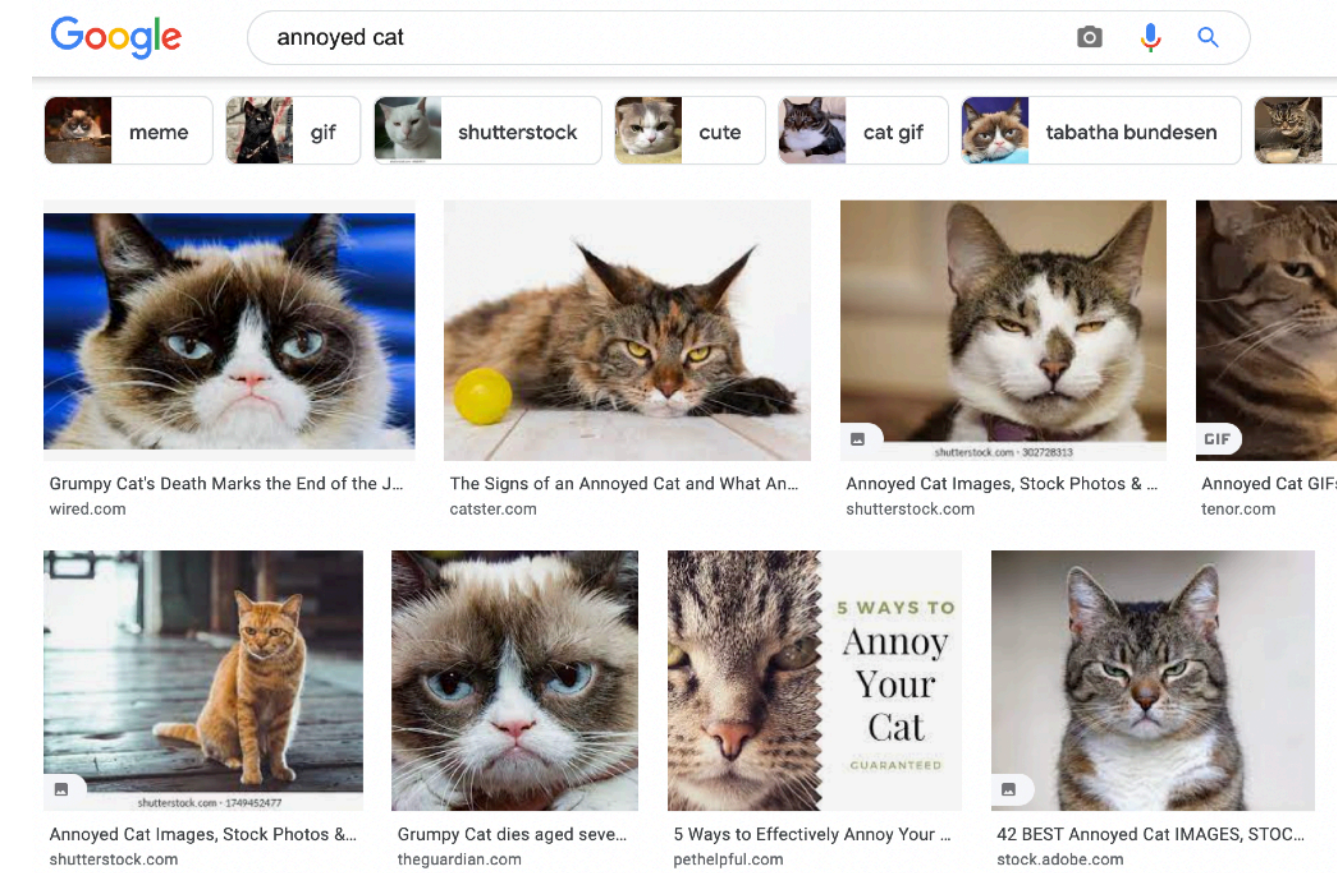 Google
annoyed cat
meme
gif
shutterstock
cute
cat gif
tabatha bundesen
GIF
shutterstock.com · 302728313
Grumpy Cat's Death Marks the End of the J...
The Signs of an Annoyed Cat and What An...
Annoyed Cat Images, Stock Photos & ...
Annoyed Cat GIFs
wired.com
catster.com
shutterstock.com
tenor.com
5 WAYS TO
Annoy
Your
Cat
GUARANTEED
shutterstock.com · 1749452477
Annoyed Cat Images, Stock Photos &...
Grumpy Cat dies aged seve...
5 Ways to Effectively Annoy Your ...
42 BEST Annoyed Cat IMAGES, STOC...
shutterstock.com
theguardian.com
pethelpful.com
stock.adobe.com